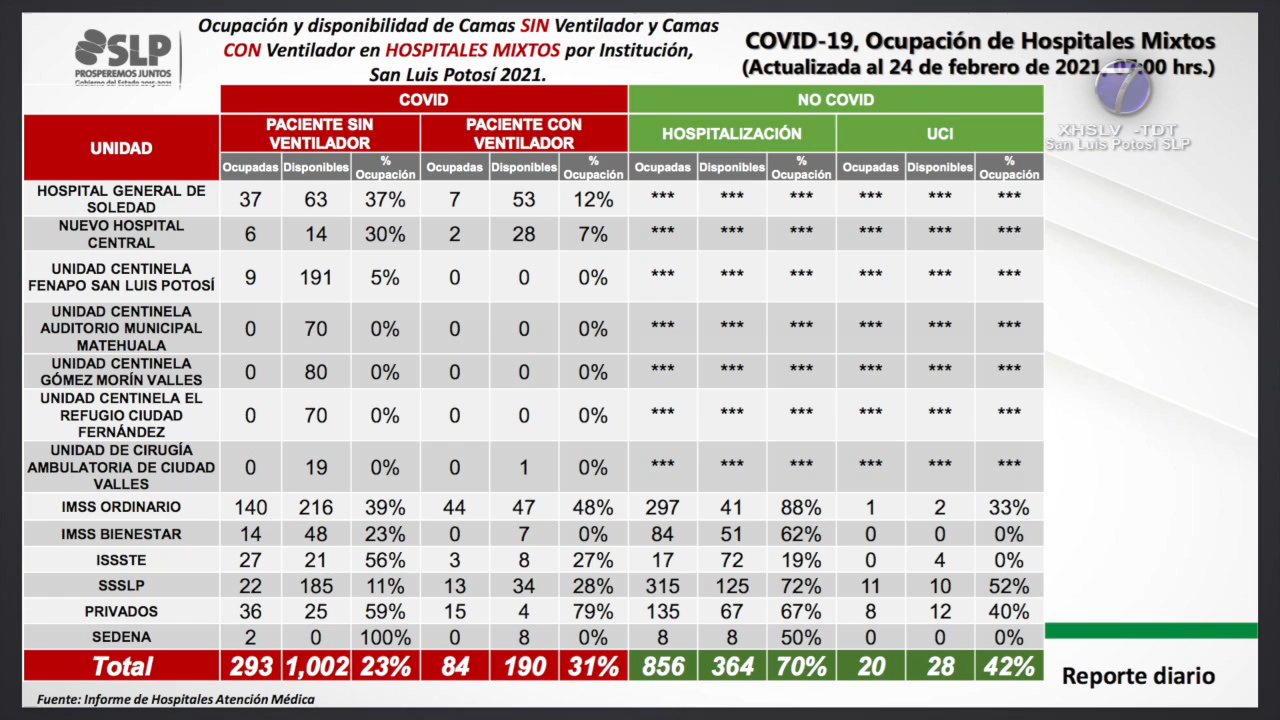 SLP
PROSPEREMOS JUNTOS
Gobierno del Estado 2015-2021
Ocupación y disponibilidad de Camas SIN Ventilador y Camas
CON Ventilador en HOSPITALES MIXTOS por Institución,
San Luis Potosí 2021.
COVID-19, Ocupación de Hospitales Mixtos
(Actualizada al 24 de febrero de 2021, 07:00 hrs.)
7
XHSLV -TDT
San Luis Potosí SLP
COVID NO COVID
UNIDAD
PACIENTE SIN
VENTILADOR
PACIENTE CON
VENTILADOR
HOSPITALIZACIÓN UCI
Ocupadas Disponibles % Ocupación Ocupadas Disponibles % Ocupación Ocupadas Disponibles % Ocupación Ocupadas Disponibles % Ocupación
HOSPITAL GENERAL DE
SOLEDAD
37 63 37% 7 53 12% *** *** *** *** *** ***
NUEVO HOSPITAL
CENTRAL
6 14 30% 2 28 7% *** *** *** *** *** ***
UNIDAD CENTINELA
FENAPO SAN LUIS POTOSÍ
9 191 5% 0 0 0% *** *** *** *** *** ***
UNIDAD CENTINELA
AUDITORIO MUNICIPAL
MATEHUALA
0 70 0% 0 0 0% *** *** *** *** *** ***
UNIDAD CENTINELA
GÓMEZ MORÍN VALLES
0 80 0% 0 0 0% *** *** *** *** *** ***
UNIDAD CENTINELA EL
REFUGIO CIUDAD
FERNÁNDEZ
0 70 0% 0 0 0% *** *** *** *** *** ***
UNIDAD DE CIRUGÍA
AMBULATORIA DE CIUDAD
VALLES
0 19 0% 0 1 0% *** *** *** *** *** ***
IMSS ORDINARIO 140 216 39% 44 47 48% 297 41 88% 1 2 33%
IMSS BIENESTAR 14 48 23% 0 7 0% 84 51 62% 0 0 0%
ISSSTE 27 21 56% 3 8 27% 17 72 19% 0 4 0%
SSSLP 22 185 11% 13 34 28% 315 125 72% 11 10 52%
PRIVADOS 36 25 59% 15 4 79% 135 67 67% 8 12 40%
SEDENA 2 0 100% 0 8 0% 8 8 50% 0 0 0%
Total 293 1,002 23% 84 190 31% 856 364 70% 20 28 42%
Reporte diario
Fuente: Informe de Hospitales Atención Médica